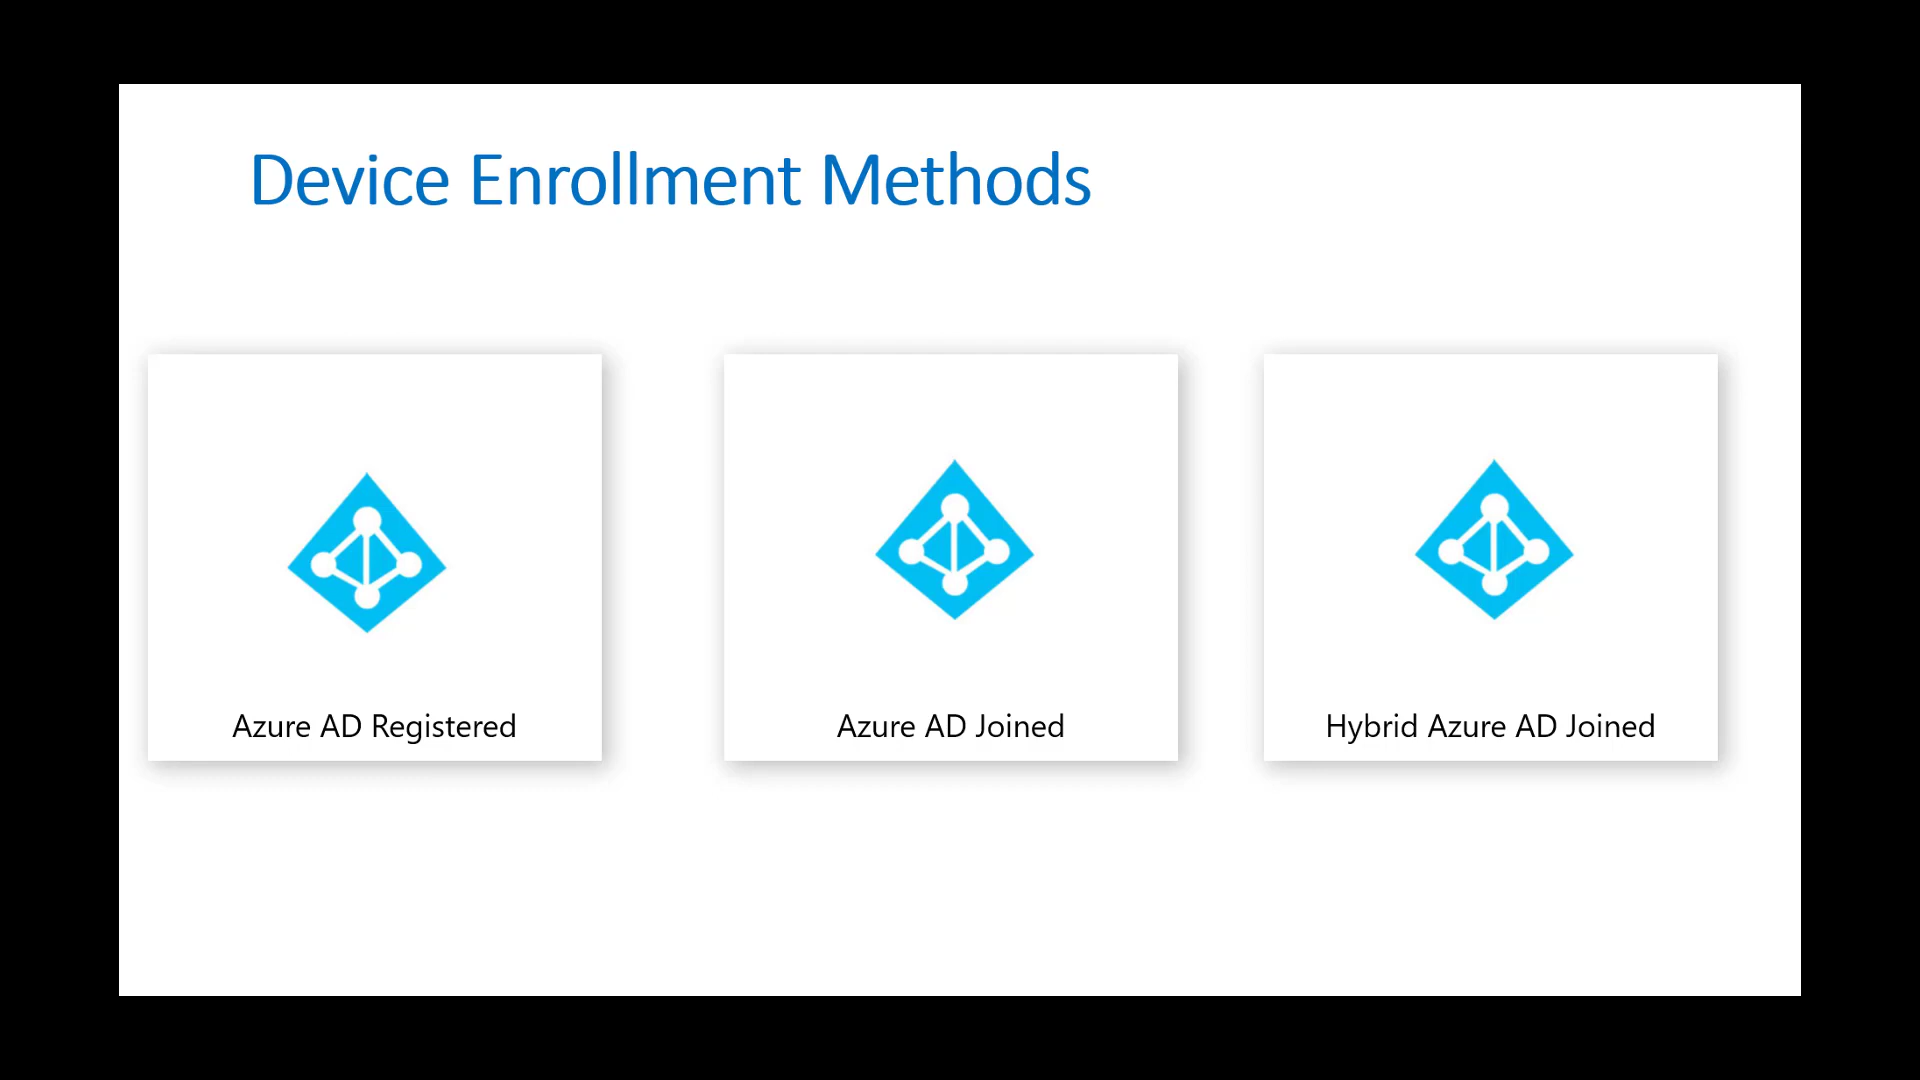 Device Enrollment Methods
Azure AD Registered
Azure AD Joined
Hybrid Azure AD Joined